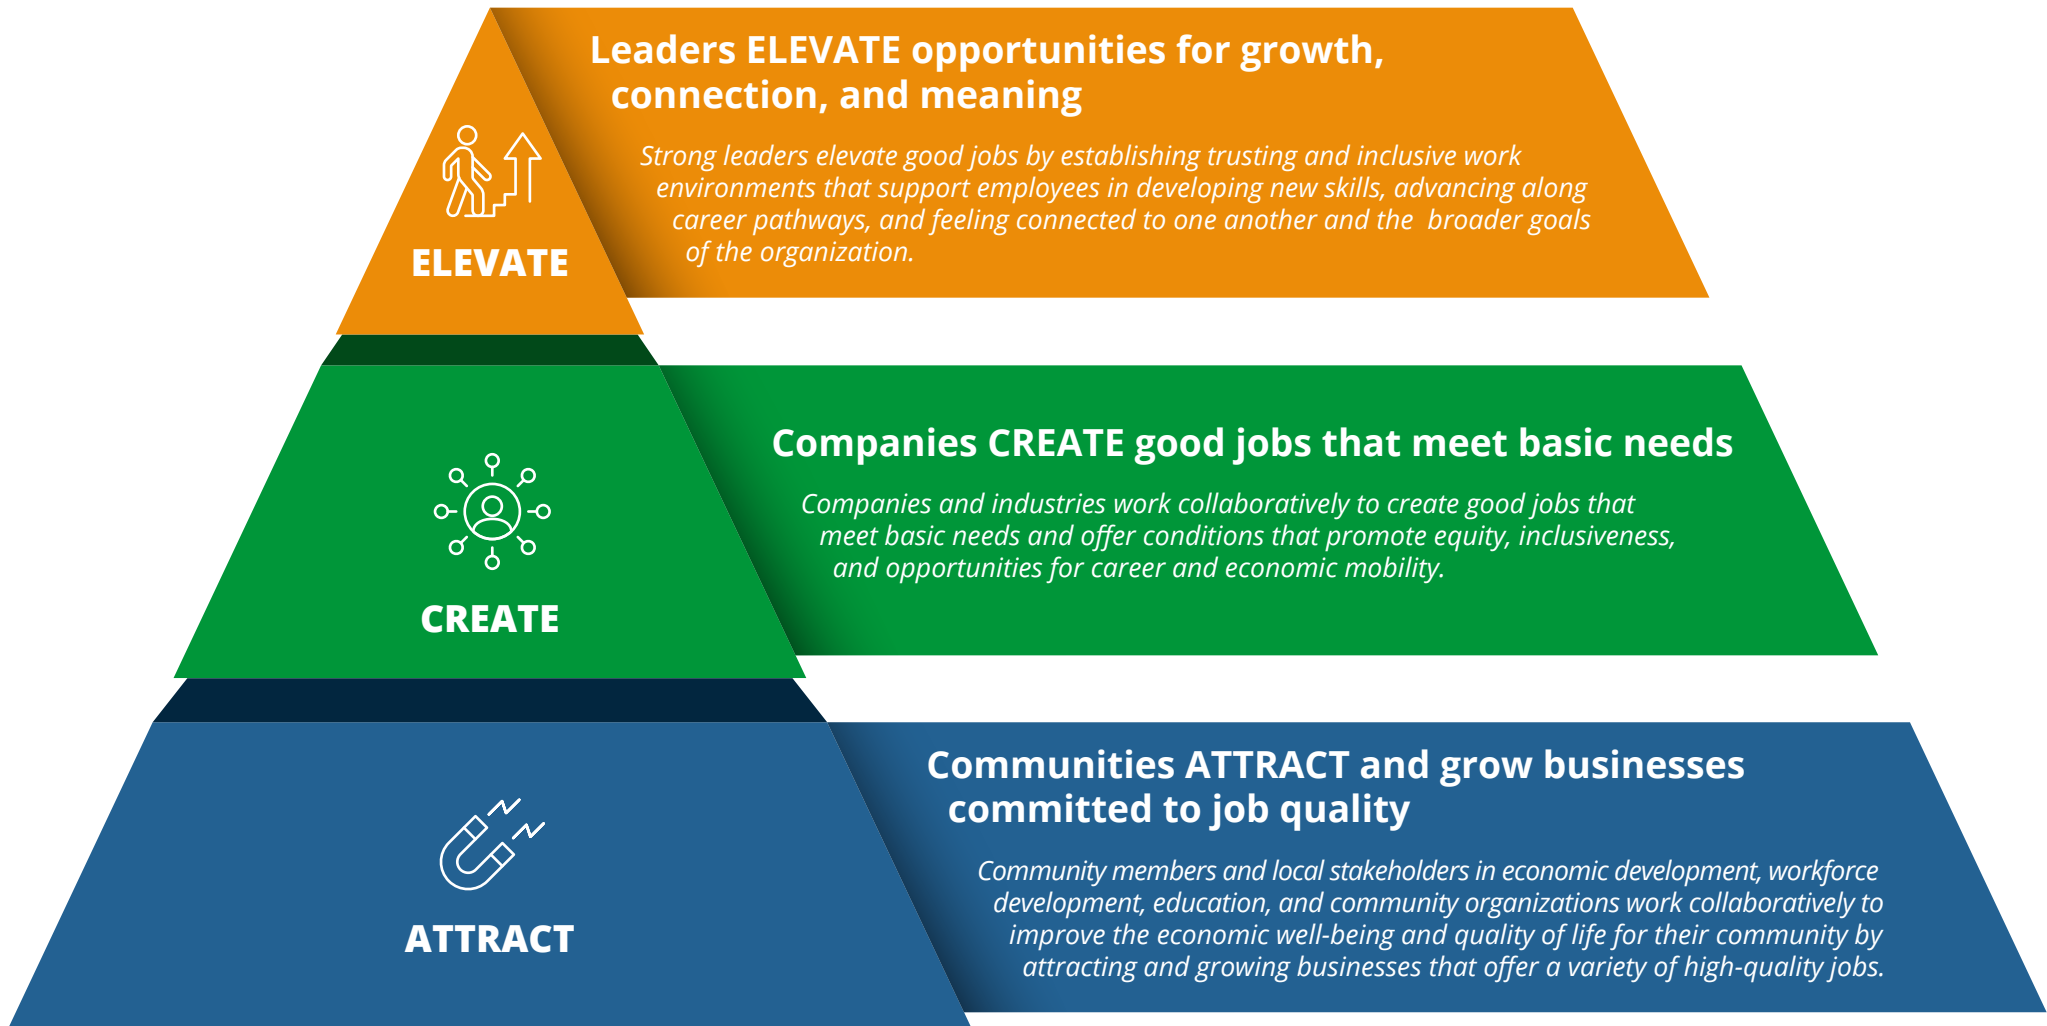 Leaders ELEVATE opportunities for growth,
connection, and meaning
Strong leaders elevate good jobs by establishing trusting and inclusive work
environments that support employees in developing new skills, advancing along
career pathways, and feeling connected to one another and the broader goals
of the organization.
ELEVATE
Companies CREATE good jobs that meet basic needs
Companies and industries work collaboratively to create good jobs that
meet basic needs and offer conditions that promote equity, inclusiveness,
and opportunities for career and economic mobility.
CREATE
Communities ATTRACT and grow businesses
committed to job quality
Community members and local stakeholders in economic development, workforce
development, education, and community organizations work collaboratively to
improve the economic well-being and quality of life for their community by
attracting and growing businesses that offer a variety of high-quality jobs.
ATTRACT